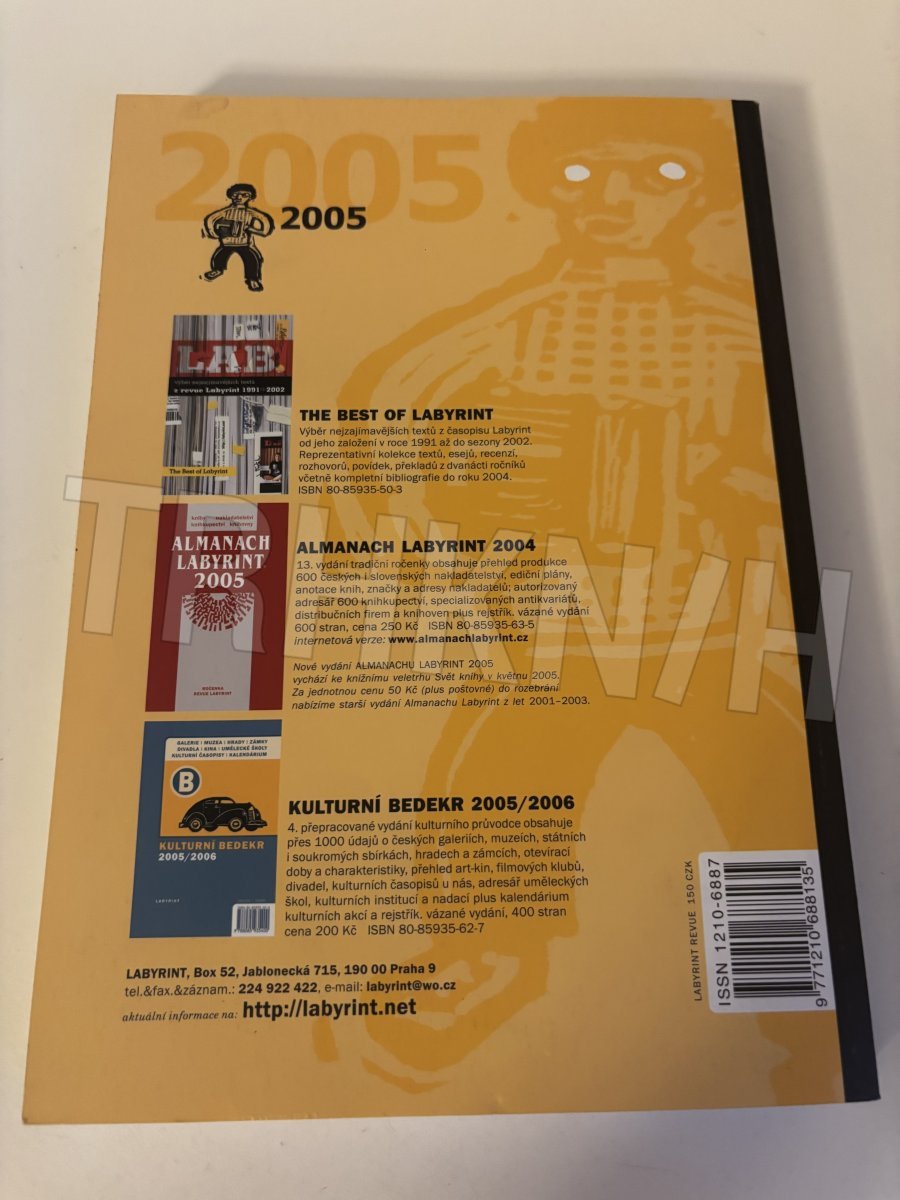 2005
2005
LAB.
Výběr nejzajímavějších textů
z revue Labyrint 1991–2002
The Best of Labyrint
THE BEST OF LABYRINT
Výběr nejzajímavějších textů z časopisu Labyrint
od jeho založení v roce 1991 až do sezony 2002.
Reprezentativní kolekce textů, esejů, recenzí,
rozhovorů, povídek, překladů z dvanácti ročníků
včetně kompletní bibliografie do roku 2004.
ISBN 80-85935-50-3
knihy nakladatelství
knihkupectví knihovny
ALMANACH
LABYRINT
2005
ROČENKA
REVUE LABYRINT
ALMANACH LABYRINT 2004
13. vydání tradiční ročenky obsahuje přehled produkce
600 českých i slovenských nakladatelství, ediční plány,
anotace knih, značky a adresy nakladatelů; autorizovaný
adresář 600 knihkupectví, specializovaných antikvariátů,
distribučních firem a knihoven plus rejstřík. vázané vydání
600 stran, cena 250 Kč ISBN 80-85935-63-5
internetová verze: www.almanachlabyrint.cz
Nové vydání ALMANACHU LABYRINT 2005
vychází ke knižnímu veletrhu Svět knihy v květnu 2005.
Za jednotnou cenu 50 Kč (plus poštovné) do rozebrání
nabízíme starší vydání Almanachu Labyrint z let 2001–2003.
GALERIE | MUZEA | HRADY | ZÁMKY
DIVADLA | KINA | UMĚLECKÉ ŠKOLY
KULTURNÍ ČASOPISY | KALENDÁRIUM
B
KULTURNÍ BEDEKR
2005/2006
LABYRINT
KULTURNÍ BEDEKR 2005/2006
4. přepracované vydání kulturního průvodce obsahuje
přes 1000 údajů o českých galeriích, muzeích, státních
i soukromých sbírkách, hradech a zámcích, otevírací
doby a charakteristiky, přehled art-kin, filmových klubů,
divadel, kulturních časopisů u nás, adresář uměleckých
škol, kulturních institucí a nadací plus kalendárium
kulturních akcí a rejstřík. vázané vydání, 400 stran
cena 200 Kč ISBN 80-85935-62-7
LABYRINT, Box 52, Jablonecká 715, 190 00 Praha 9
tel.&fax.&záznam.: 224 922 422, e-mail: labyrint@wo.cz
aktuální informace na: http://labyrint.net
LABYRINT REVUE 150 CZK
ISSN 1210-6887
9 771210 688135
TRHKNIH